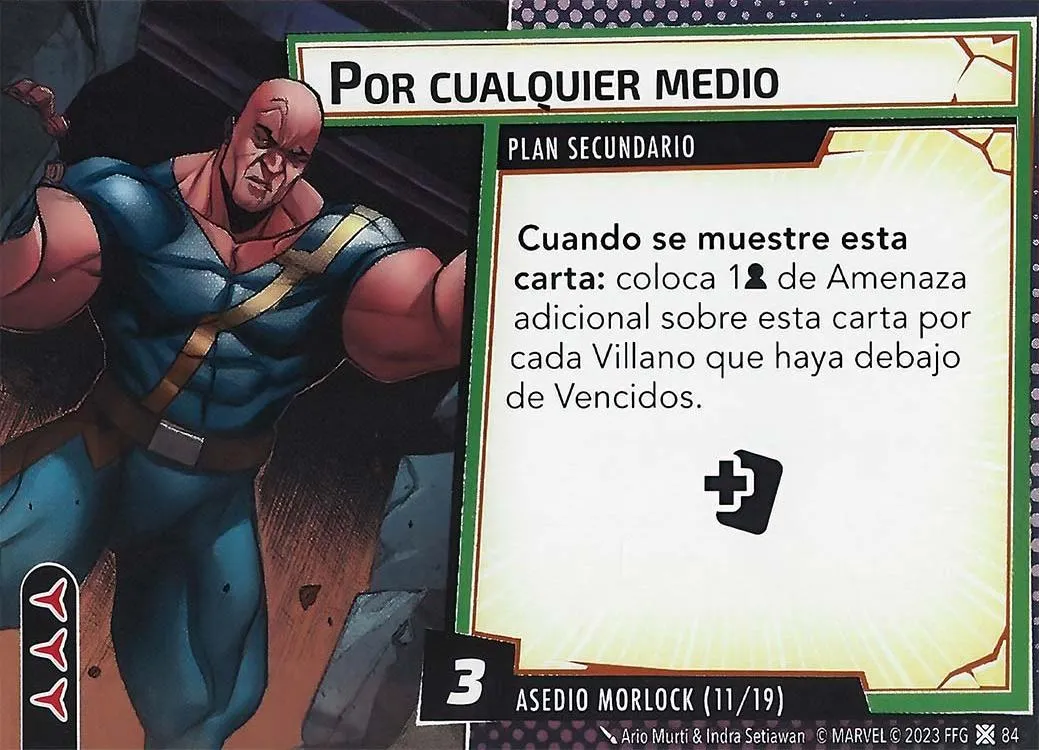 POR CUALQUIER MEDIO
PLAN SECUNDARIO
Cuando se muestre esta
carta: coloca 1 de Amenaza
adicional sobre esta carta por
cada Villano que haya debajo
de Vencidos.
3
ASEDIO MORLOCK (11/19)
Ario Murti & Indra Setiawan © MARVEL © 2023 FFG 84